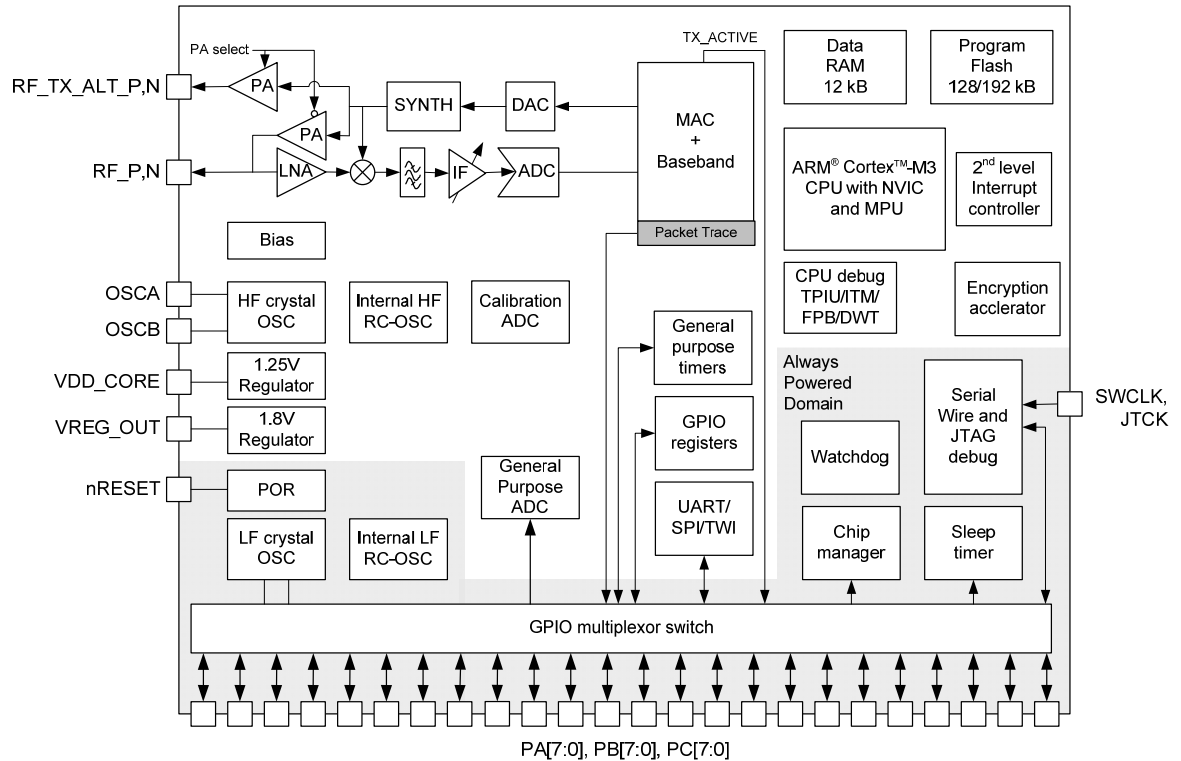 PA select
TX_ACTIVE
RF_TX_ALT_P,N
PA
SYNTH
DAC
MAC
+
Baseband
Data
RAM
12 kB
Program
Flash
128/192 kB
PA
RF_P,N
LNA
IF
ADC
ARM® Cortex™-M3
CPU with NVIC
and MPU
2nd level
Interrupt
controller
Packet Trace
Bias
OSCA
OSCB
HF crystal
OSC
Internal HF
RC-OSC
Calibration
ADC
CPU debug
TPIU/ITM/
FPB/DWT
Encryption
acclerator
General
purpose
timers
VDD_CORE
1.25V
Regulator
VREG_OUT
1.8V
Regulator
Always
Powered
Domain
Serial
Wire and
JTAG
debug
SWCLK,
JTCK
GPIO
registers
Watchdog
nRESET
POR
General
Purpose
ADC
UART/
SPI/TWI
LF crystal
OSC
Internal LF
RC-OSC
Chip
manager
Sleep
timer
GPIO multiplexor switch
PA[7:0], PB[7:0], PC[7:0]